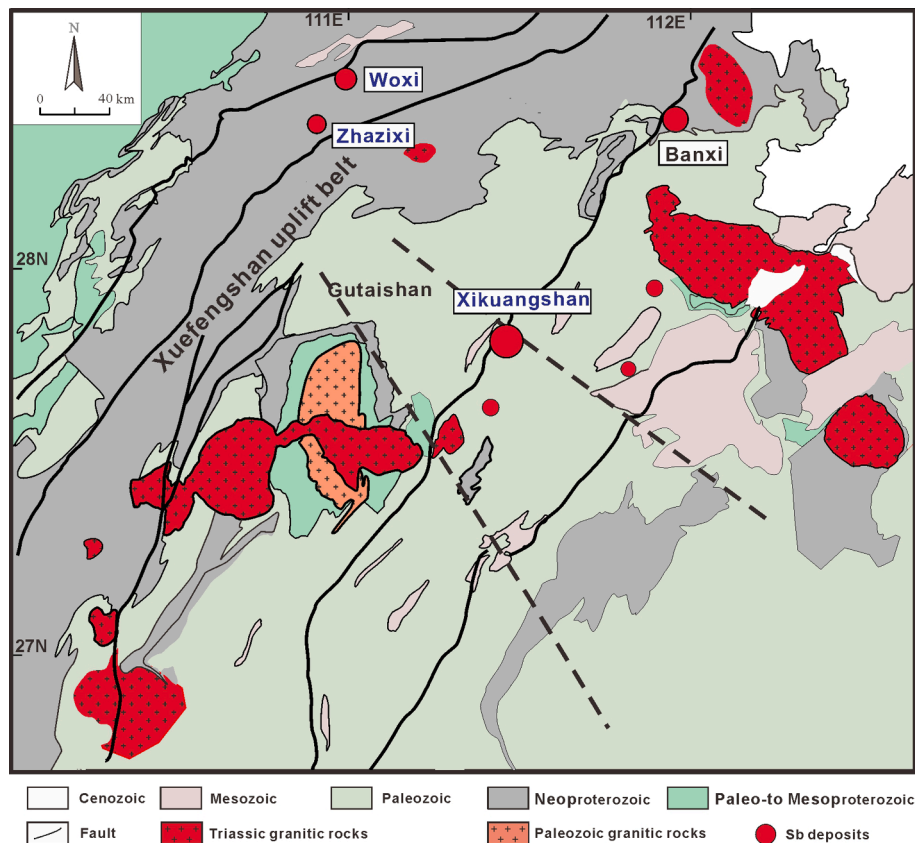 111E
112E
N
0 40 km
Woxi
Zhazixi
Banxi
Xuefengshan uplift belt
28N
Gutaishan
Xikuangshan
27N
Cenozoic
Mesozoic
Paleozoic
Neoproterozoic
Paleo-to Mesoproterozoic
Fault
Triassic granitic rocks
Paleozoic granitic rocks
Sb deposits